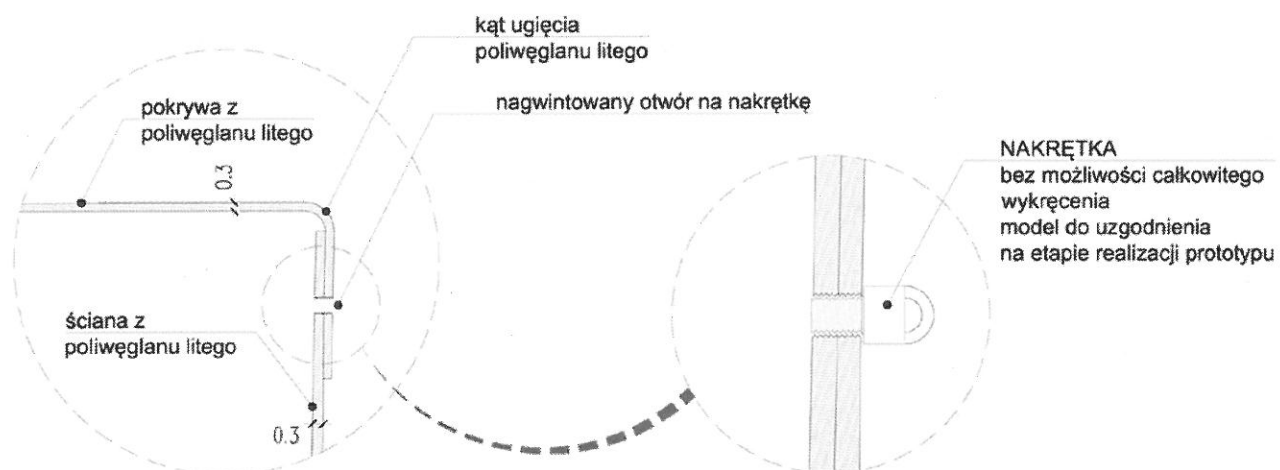 kąt ugięcia
poliwęglanu litego
nagwintowany otwór na nakrętkę
pokrywa z
poliwęglanu litego
0.3
NAKRĘTKA
bez możliwości całkowitego
wykręcenia
model do uzgodnienia
na etapie realizacji prototypu
ściana z
poliwęglanu litego
0.3